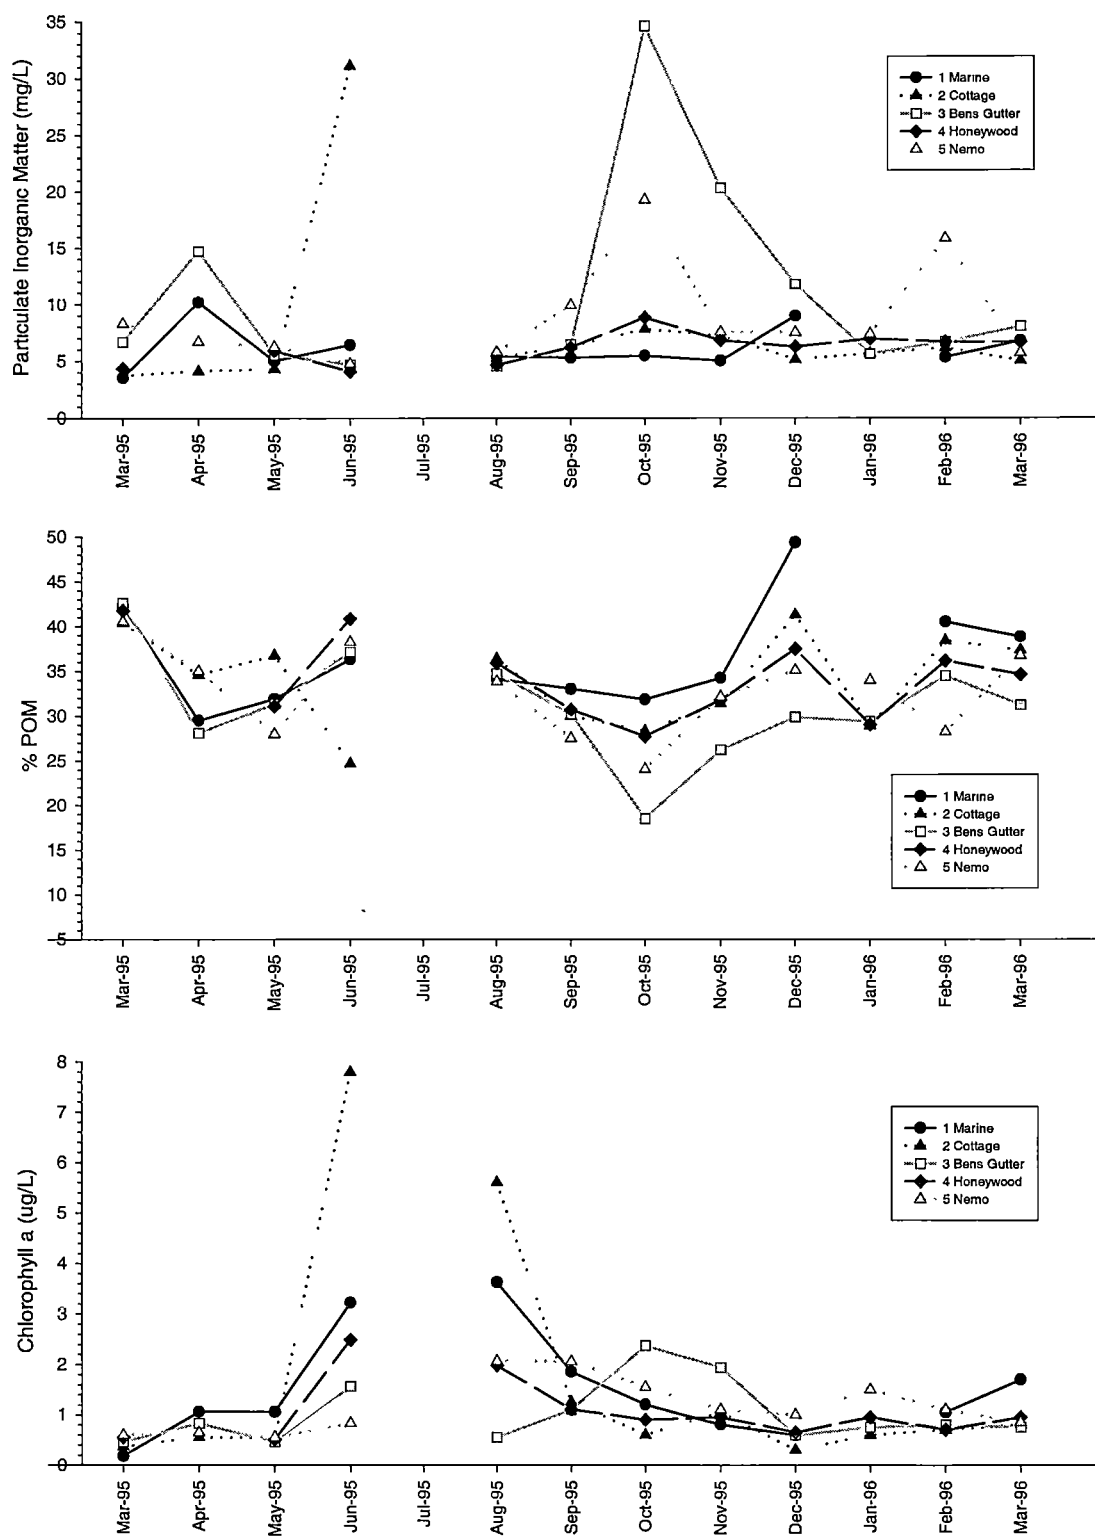 Particulate Inorganic Matter (mg/L)
35
30
25
20
15
10
5
0
1 Marine
2 Cottage
3 Bens Gutter
4 Honeywood
5 Nemo
Mar-95 Apr-95 May-95 Jun-95 Jul-95 Aug-95 Sep-95 Oct-95 Nov-95 Dec-95 Jan-96 Feb-96 Mar-96
% POM
50
45
40
35
30
25
20
15
10
5
1 Marine
2 Cottage
3 Bens Gutter
4 Honeywood
5 Nemo
Mar-95 Apr-95 May-95 Jun-95 Jul-95 Aug-95 Sep-95 Oct-95 Nov-95 Dec-95 Jan-96 Feb-96 Mar-96
Chlorophyll a (ug/L)
8
7
6
5
4
3
2
1
0
1 Marine
2 Cottage
3 Bens Gutter
4 Honeywood
5 Nemo
Mar-95 Apr-95 May-95 Jun-95 Jul-95 Aug-95 Sep-95 Oct-95 Nov-95 Dec-95 Jan-96 Feb-96 Mar-96